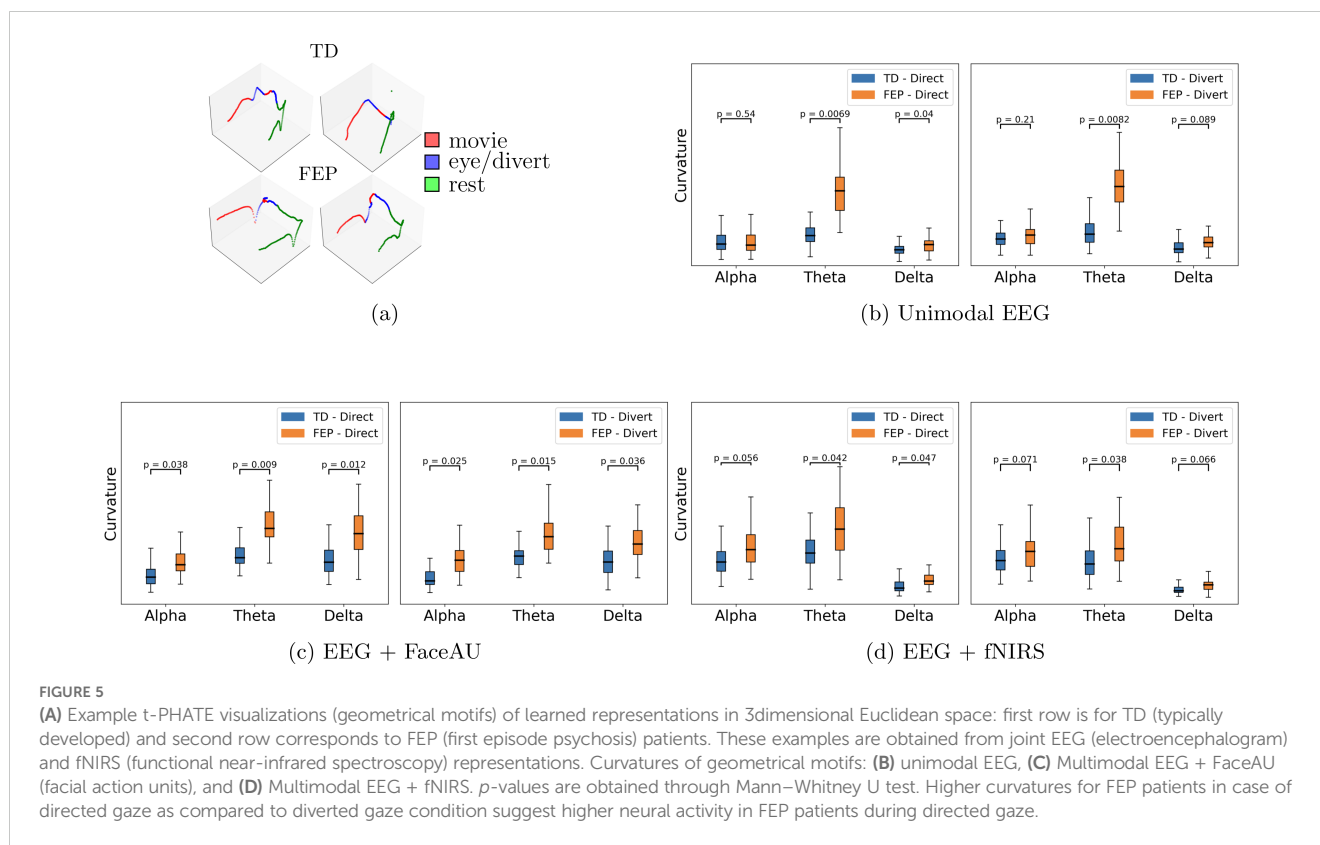 TD
FEP
movie
eye/divert
rest
(a)
TD - Direct
FEP - Direct
p = 0.54
p = 0.0069
p = 0.04
Curvature
Alpha
Theta
Delta
TD - Divert
FEP - Divert
p = 0.21
p = 0.0082
p = 0.089
Alpha
Theta
Delta
(b) Unimodal EEG
TD - Direct
FEP - Direct
p = 0.038
p = 0.009
p = 0.012
Curvature
Alpha
Theta
Delta
TD - Divert
FEP - Divert
p = 0.025
p = 0.015
p = 0.036
Alpha
Theta
Delta
(c) EEG + FaceAU
TD - Direct
FEP - Direct
p = 0.056
p = 0.042
p = 0.047
Curvature
Alpha
Theta
Delta
TD - Divert
FEP - Divert
p = 0.071
p = 0.038
p = 0.066
Alpha
Theta
Delta
(d) EEG + fNIRS
FIGURE 5
(A) Example t-PHATE visualizations (geometrical motifs) of learned representations in 3dimensional Euclidean space: first row is for TD (typically
developed) and second row corresponds to FEP (first episode psychosis) patients. These examples are obtained from joint EEG (electroencephalogram)
and fNIRS (functional near-infrared spectroscopy) representations. Curvatures of geometrical motifs: (B) unimodal EEG, (C) Multimodal EEG + FaceAU
(facial action units), and (D) Multimodal EEG + fNIRS. p-values are obtained through Mann–Whitney U test. Higher curvatures for FEP patients in case of
directed gaze as compared to diverted gaze condition suggest higher neural activity in FEP patients during directed gaze.